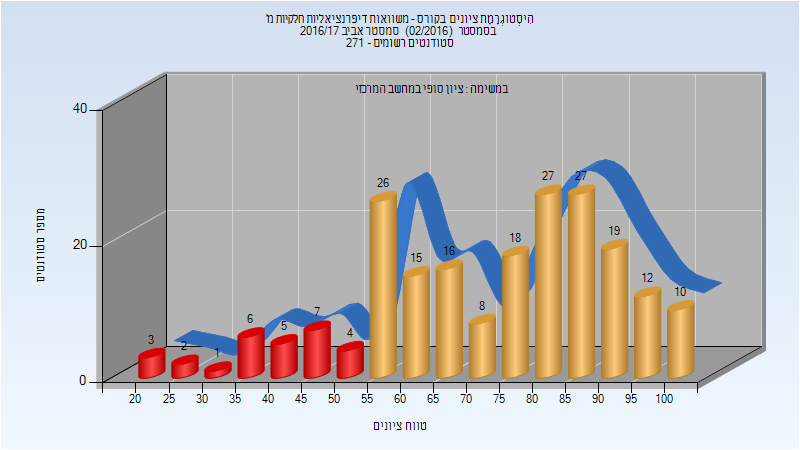 היסטוגרמת ציונים בקורס - משוואות דיפרנציאליות חלקיות מ'
בסמסטר (02/2016) סמסטר אביב 2016/17
סטודנטים רשומים - 271
במשימה : ציון סופי במחשב המרכזי
מספר סטודנטים
40
20
0
3
2
1
6
5
7
4
26
15
16
8
18
27
27
19
12
10
20 25 30 35 40 45 50 55 60 65 70 75 80 85 90 95 100
טווח ציונים